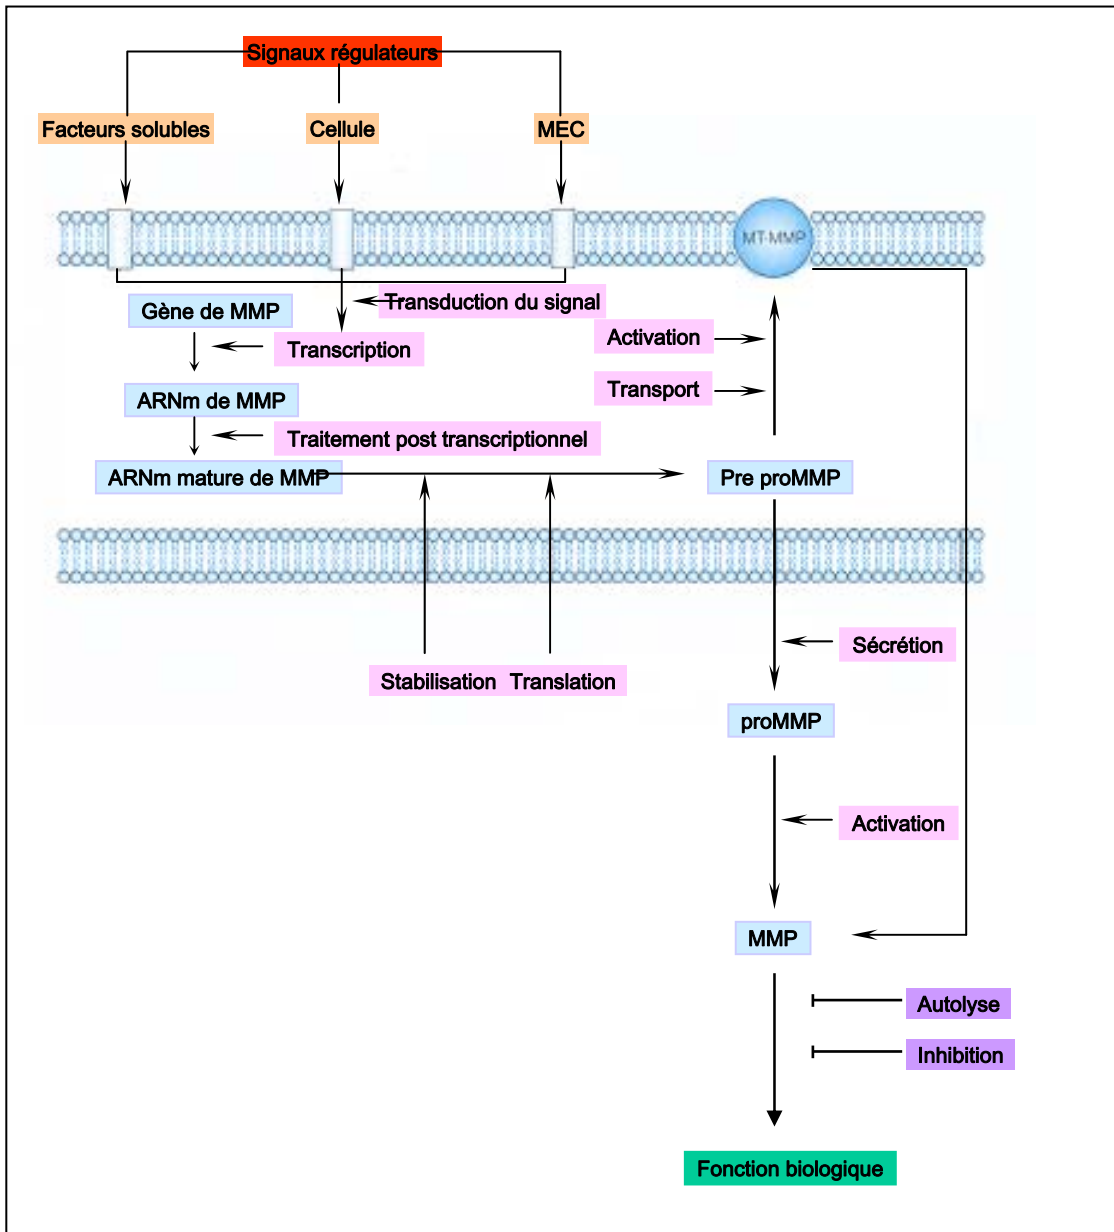 Signaux régulateurs
Facteurs solubles
Cellule
MEC
MT-MMP
Transduction du signal
Gène de MMP
Activation
Transcription
Transport
ARNm de MMP
Traitement post transcriptionnel
ARNm mature de MMP
Pre proMMP
Sécrétion
Stabilisation
Translation
proMMP
Activation
MMP
Autolyse
Inhibition
Fonction biologique